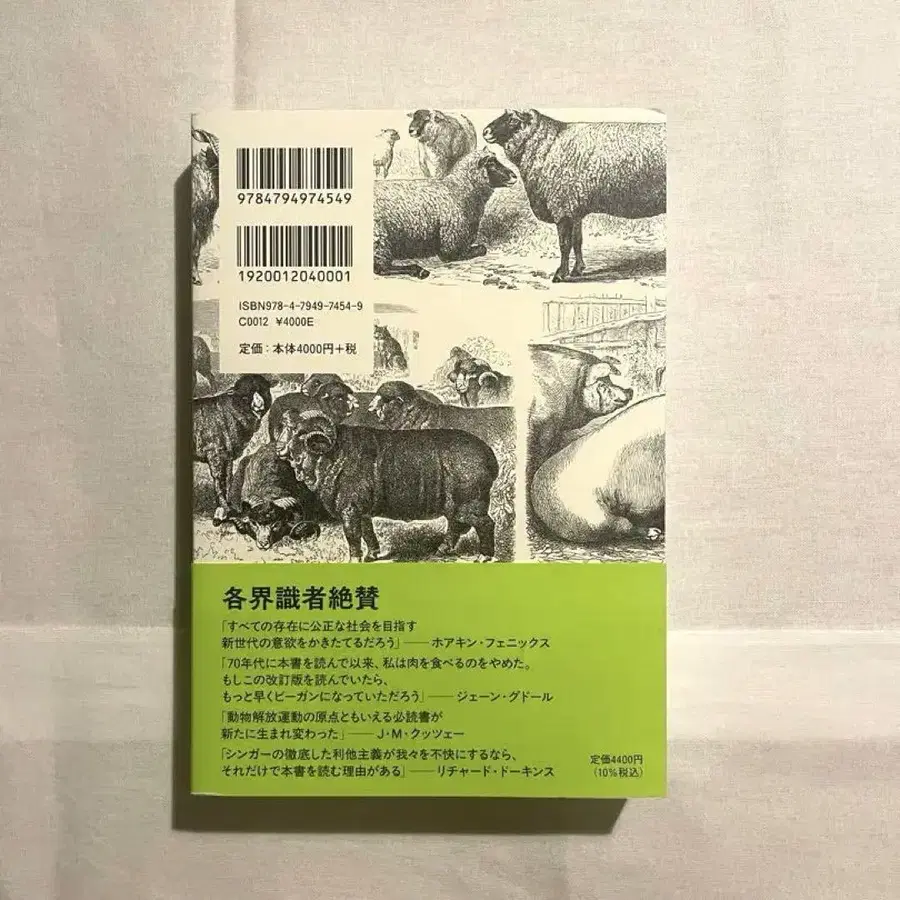 9784794974549
1920012040001
ISBN978-4-7949-7454-9
C0012 ¥4000E
定価：本体4000円+税
各界識者絶賛
「すべての存在に公正な社会を目指す
新世代の意欲をかきたてるだろう」──ホアキン・フェニックス
「70年代に本書を読んで以来、私は肉を食べるのをやめた。
もしこの改訂版を読んでいたら、
もっと早くビーガンになっていただろう」──ジェーン・グドール
「動物解放運動の原点ともいえる必読書が
新たに生まれ変わった」──J・M・クッツェー
「シンガーの徹底した利他主義が我々を不快にするなら、
それだけで本書を読む理由がある」──リチャード・ドーキンス
定価4400円
（10%税込）